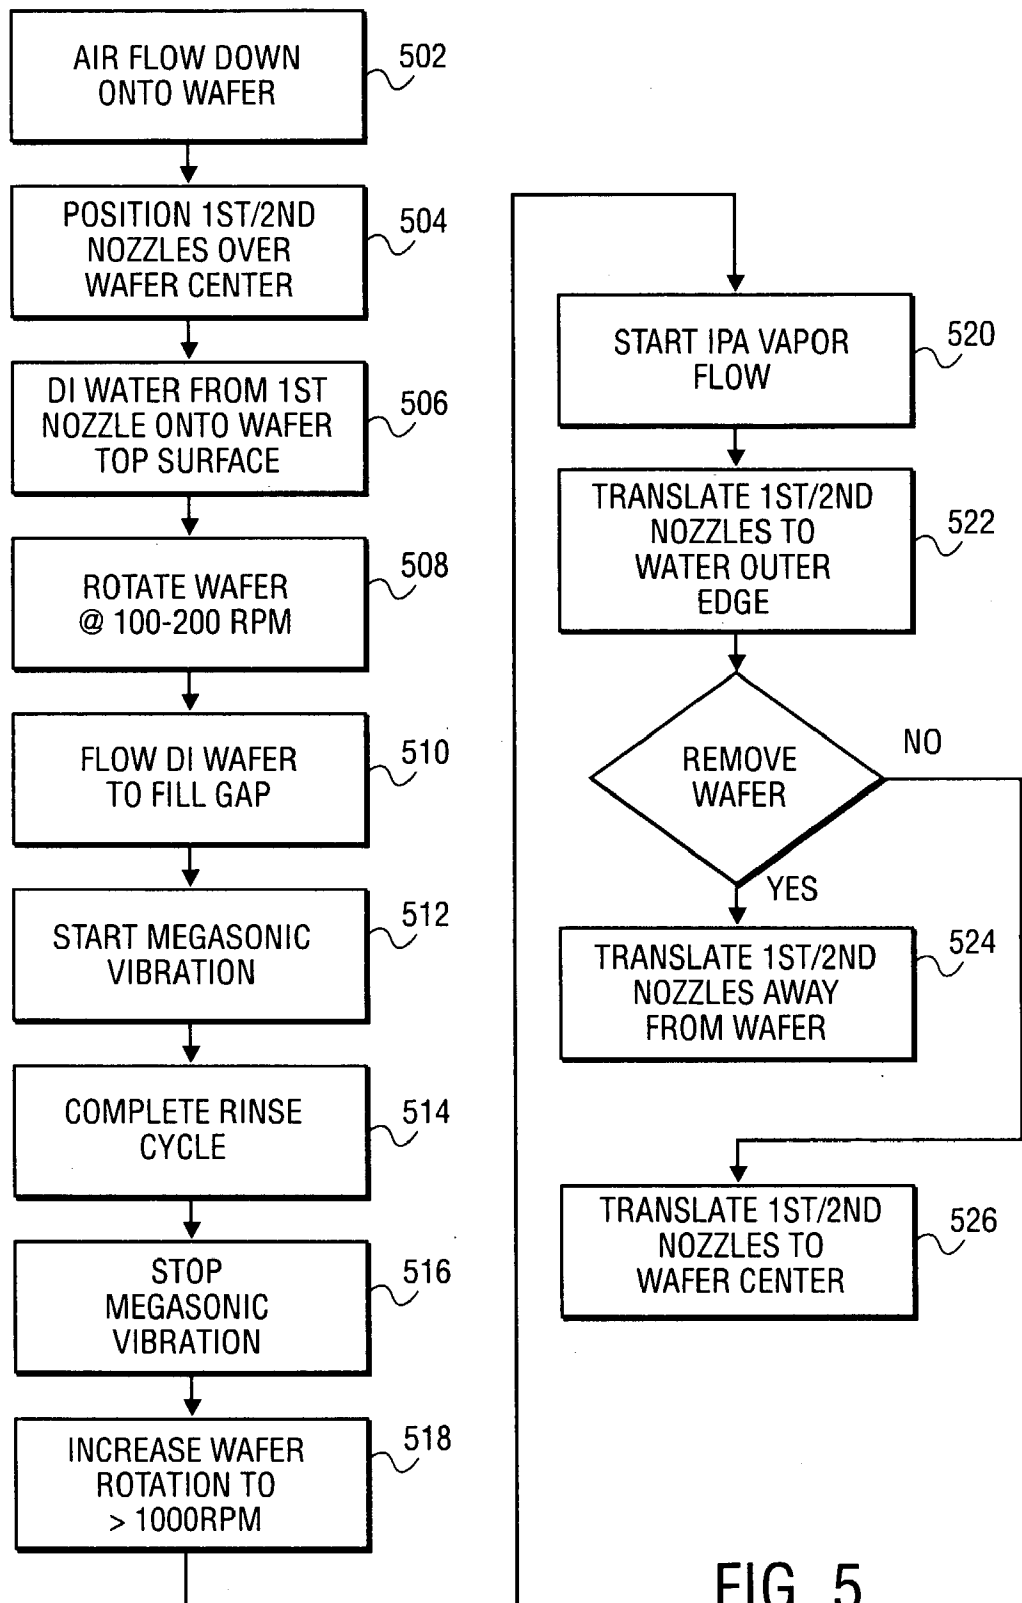 AIR FLOW DOWN
ONTO WAFER
502
POSITION 1ST/2ND
NOZZLES OVER
WAFER CENTER
504
DI WATER FROM 1ST
NOZZLE ONTO WAFER
TOP SURFACE
506
ROTATE WAFER
@ 100-200 RPM
508
FLOW DI WAFER
TO FILL GAP
510
START MEGASONIC
VIBRATION
512
COMPLETE RINSE
CYCLE
514
STOP
MEGASONIC
VIBRATION
516
INCREASE WAFER
ROTATION TO
> 1000RPM
518
START IPA VAPOR
FLOW
520
TRANSLATE 1ST/2ND
NOZZLES TO
WATER OUTER
EDGE
522
REMOVE
WAFER
NO
YES
TRANSLATE 1ST/2ND
NOZZLES AWAY
FROM WAFER
524
TRANSLATE 1ST/2ND
NOZZLES TO
WAFER CENTER
526
FIG. 5